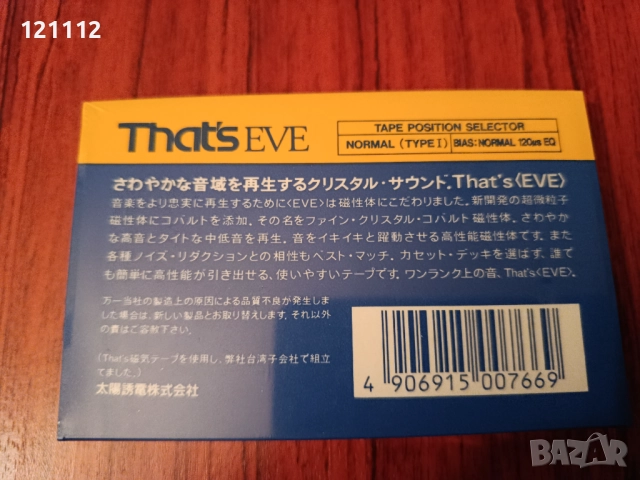 121112
That's EVE
TAPE POSITION SELECTOR
NORMAL (TYPE I) BIAS: NORMAL 120μs EQ
さわやかな音域を再生するクリスタル・サウンド。That's〈EVE〉
音楽をより忠実に再生するために〈EVE〉は磁性体にこだわりました。新開発の超微粒子
磁性体にコバルトを添加。その名をファイン・クリスタル・コバルト磁性体。さわやか
な高音とタイトな中低音を再生。音をイキイキと躍動させる高性能磁性体です。また
各種ノイズ・リダクションとの相性もベスト・マッチ。カセット・デッキを選ばず、誰で
も簡単に高性能が引き出せる、使いやすいテープです。ワンランク上の音、That's〈EVE〉。
万一当社の製造上の原因による品質不良が発生しま
した場合は、新しい製品とお取り替えします。それ以外
の責はご容赦下さい。
(That's磁気テープを使用し、弊社台湾子会社で組立
てました。)
太陽誘電株式会社
4 906915 007669
BAZAR